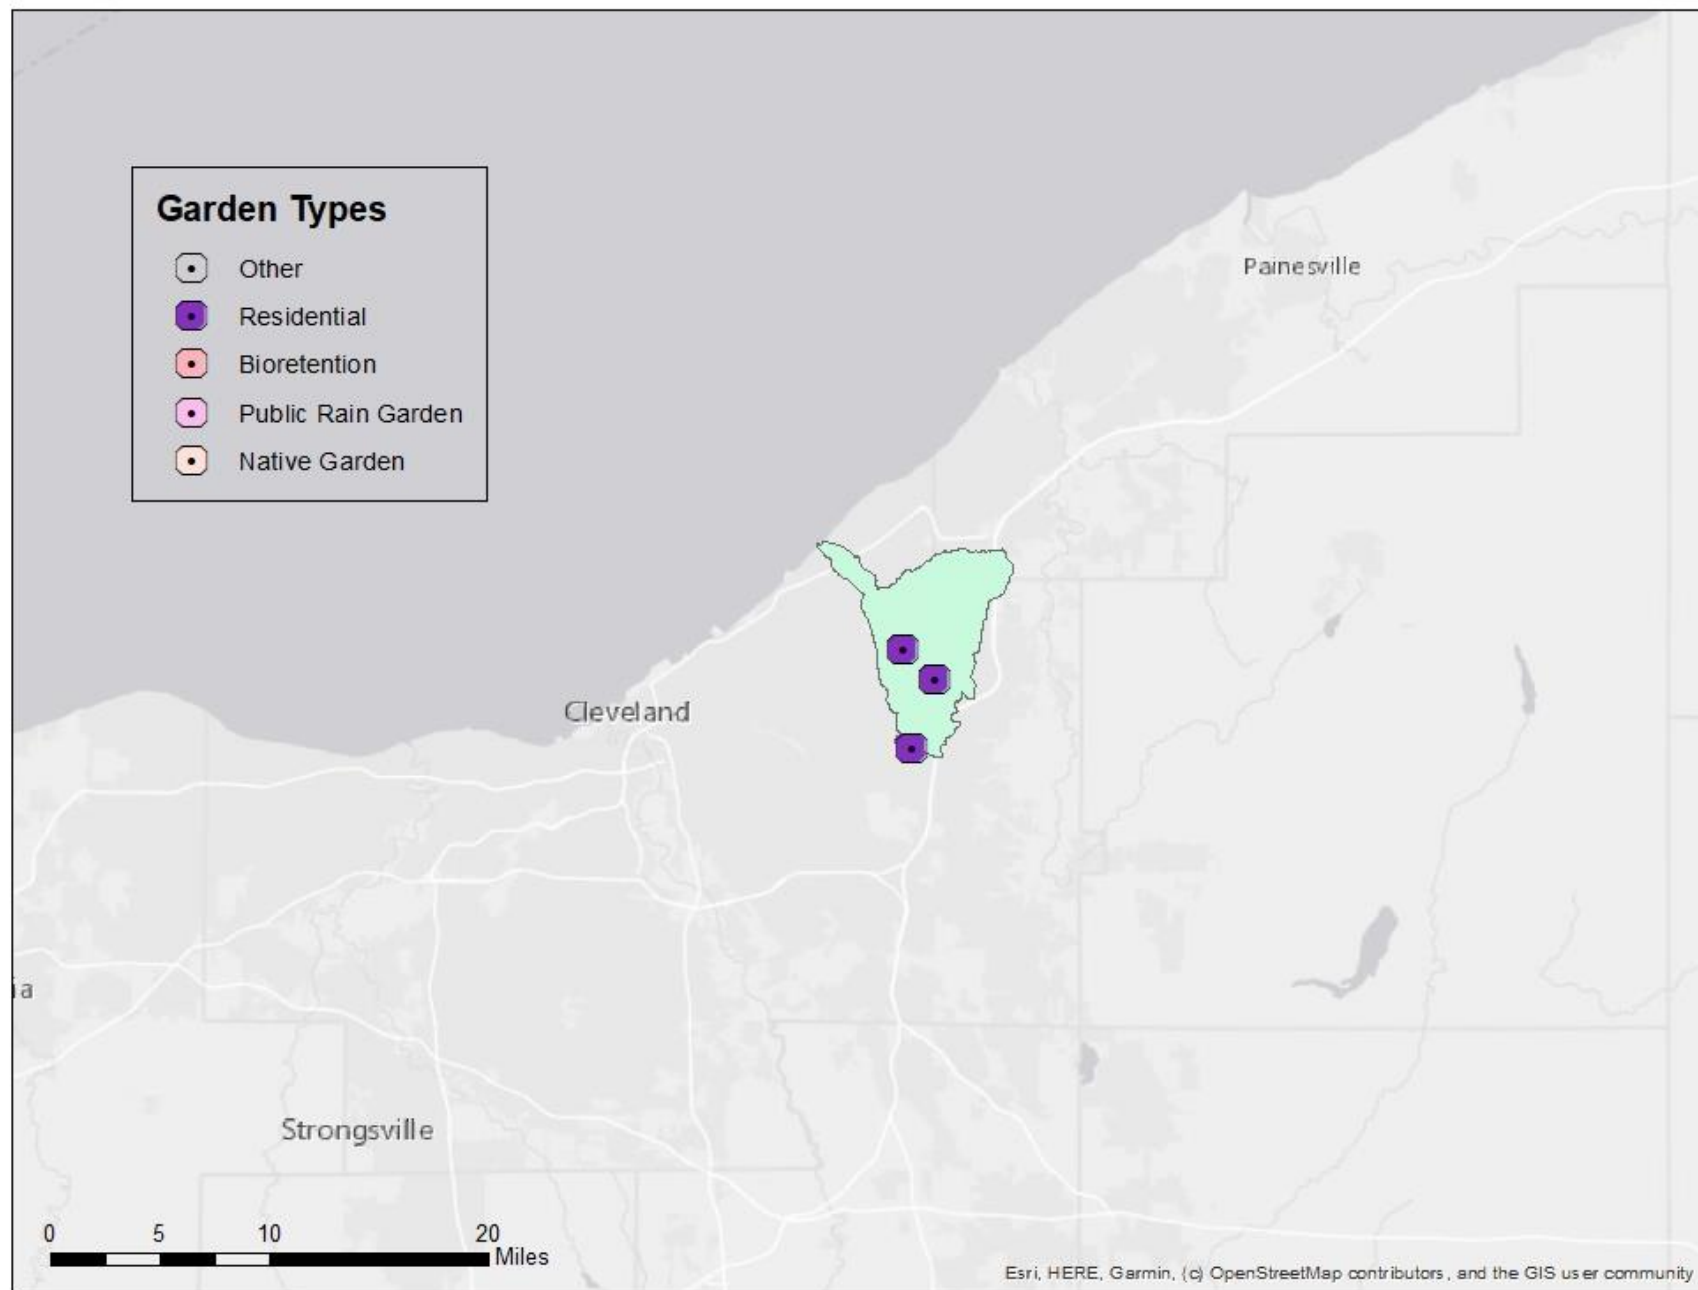 Garden Types
Other
Residential
Bioretention
Public Rain Garden
Native Garden
Painesville
Cleveland
ia
Strongsville
0 5 10 20
Miles
Esri, HERE, Garmin, (c) OpenStreetMap contributors, and the GIS user community